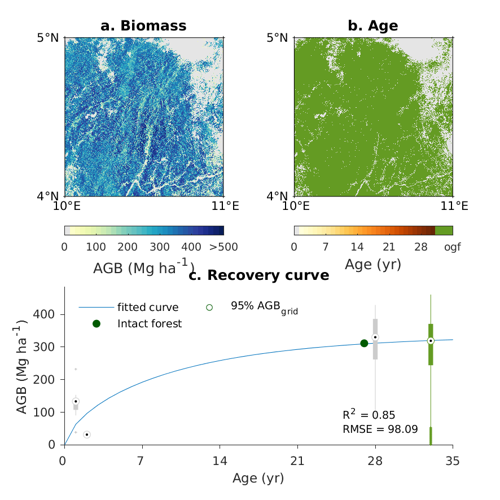 a. Biomass
b. Age
5°N
5°N
4°N
4°N
10°E
11°E
10°E
11°E
0 100 200 300 400 >500
0 7 14 21 28 ogf
AGB (Mg ha⁻¹)
Age (yr)
c. Recovery curve
fitted curve
95% AGB_grid
Intact forest
400
300
200
100
0
AGB (Mg ha⁻¹)
R² = 0.85
RMSE = 98.09
0 7 14 21 28 35
Age (yr)